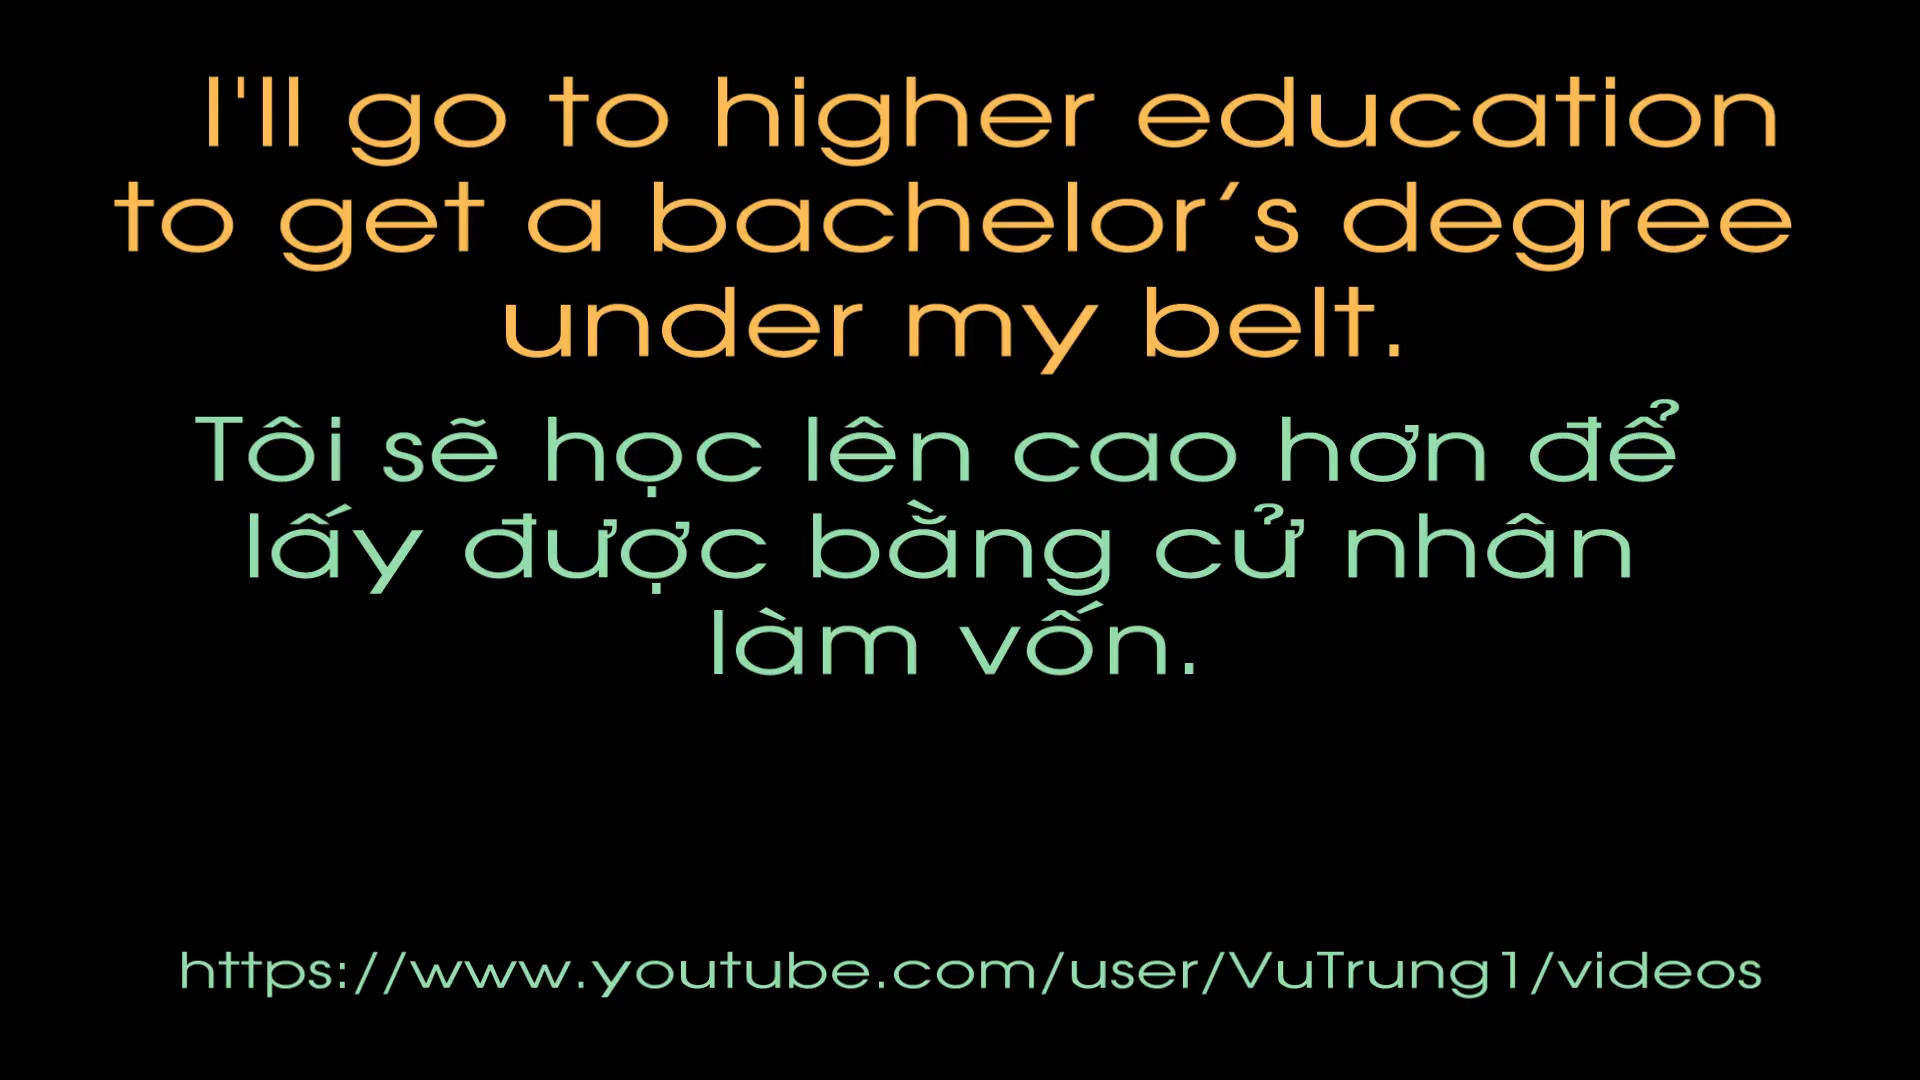 I'll go to higher education
to get a bachelor′s degree
under my belt.
Tôi sẽ học lên cao hơn để
lấy được bằng cử nhân
làm vốn.
https://www.youtube.com/user/VuTrung1/videos